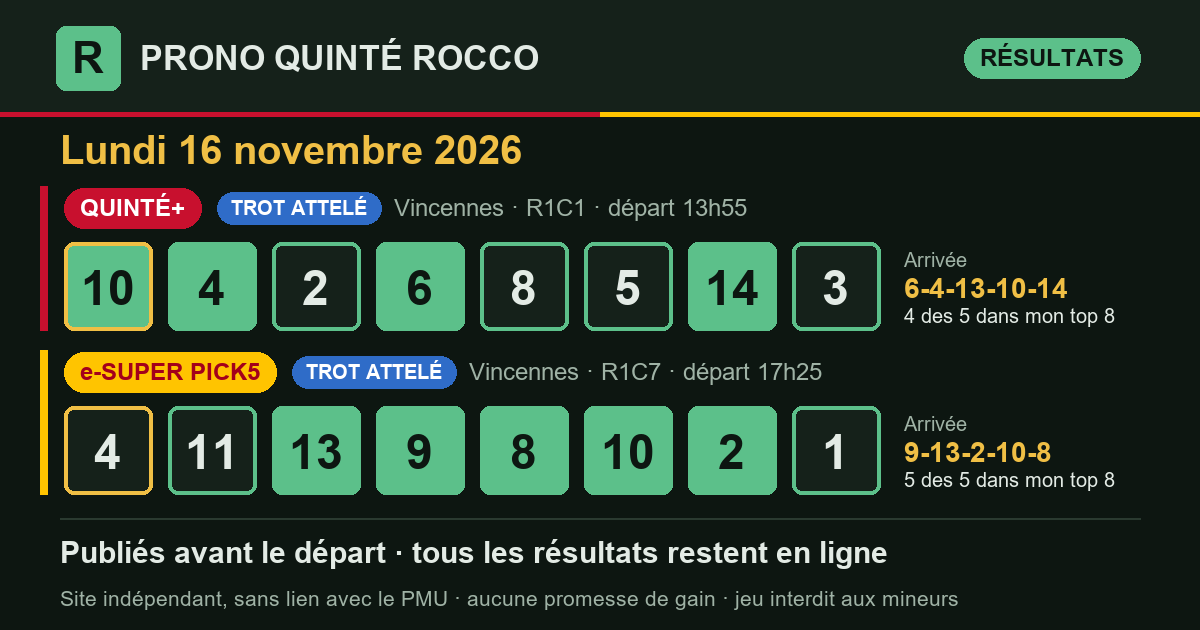 R PRONO QUINTÉ ROCCO RÉSULTATS
Lundi 16 novembre 2026
QUINTÉ+ TROT ATTELÉ Vincennes · R1C1 · départ 13h55
10 4 2 6 8 5 14 3
Arrivée
6-4-13-10-14
4 des 5 dans mon top 8
e-SUPER PICK5 TROT ATTELÉ Vincennes · R1C7 · départ 17h25
4 11 13 9 8 10 2 1
Arrivée
9-13-2-10-8
5 des 5 dans mon top 8
Publiés avant le départ · tous les résultats restent en ligne
Site indépendant, sans lien avec le PMU · aucune promesse de gain · jeu interdit aux mineurs